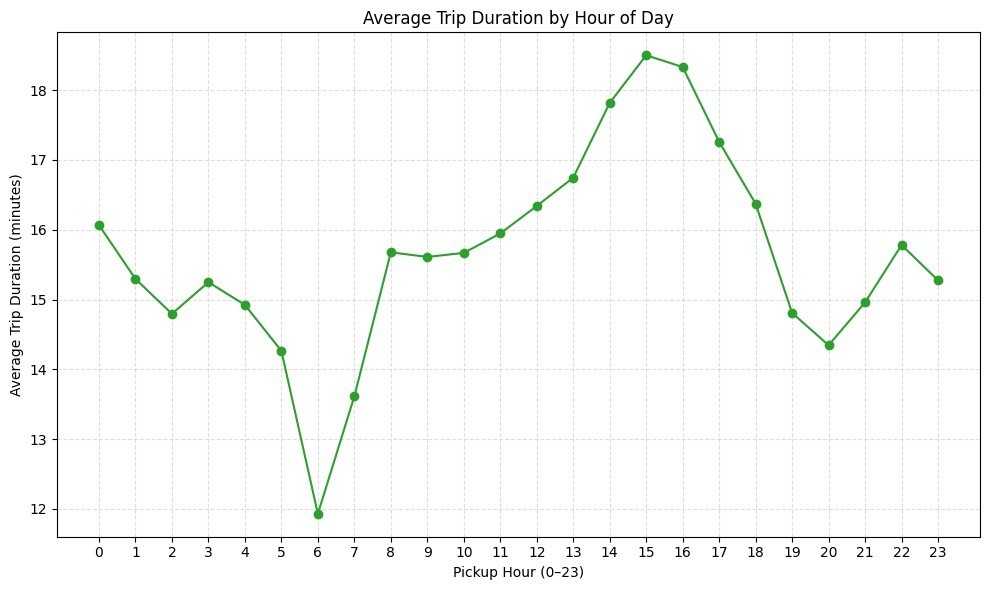 Average Trip Duration by Hour of Day
Average Trip Duration (minutes)
18
17
16
15
14
13
12
0 1 2 3 4 5 6 7 8 9 10 11 12 13 14 15 16 17 18 19 20 21 22 23
Pickup Hour (0–23)